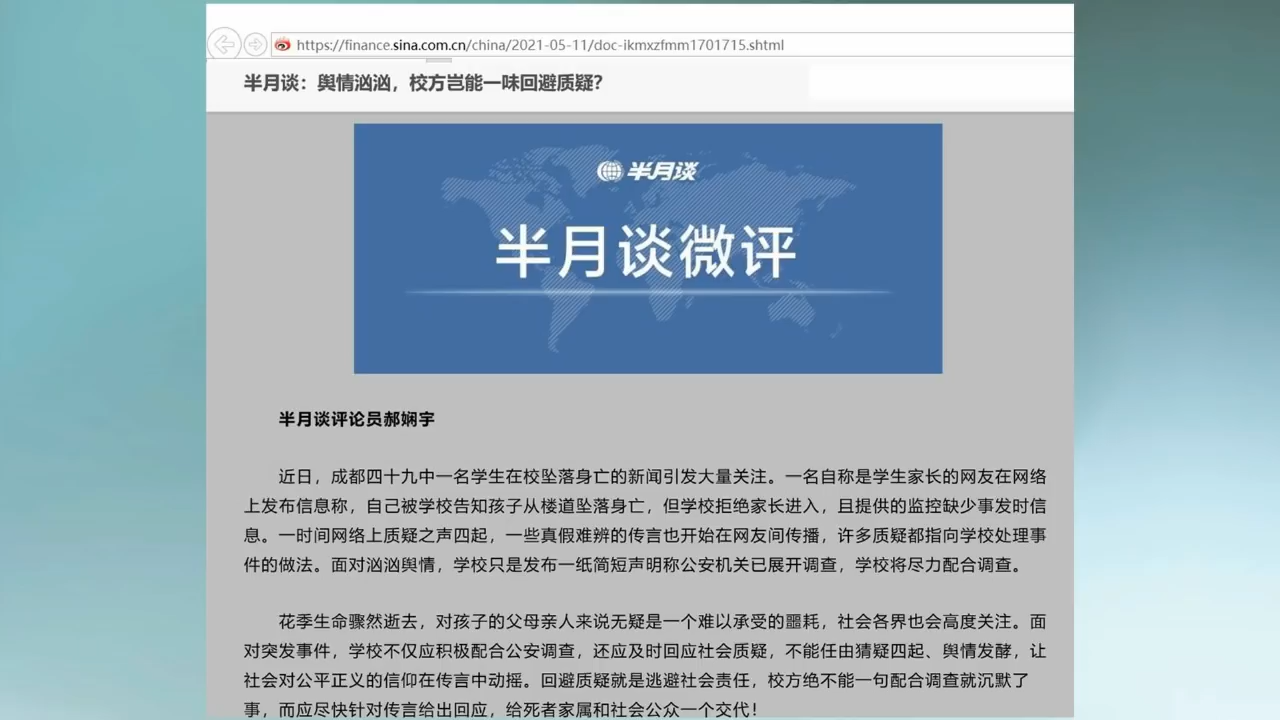 https://finance.sina.com.cn/china/2021-05-11/doc-ikmxzfmm1701715.shtml
半月谈：舆情汹汹，校方岂能一味回避质疑？
半月谈
半月谈微评
半月谈评论员郝娴宇
近日，成都四十九中一名学生在校坠落身亡的新闻引发大量关注。一名自称是学生家长的网友在网络
上发布信息称，自己被学校告知孩子从楼道坠落身亡，但学校拒绝家长进入，且提供的监控缺少事发时信
息。一时间网络上质疑之声四起，一些真假难辨的传言也开始在网友间传播，许多质疑都指向学校处理事
件的做法。面对汹汹舆情，学校只是发布一纸简短声明称公安机关已展开调查，学校将尽力配合调查。
花季生命骤然逝去，对孩子的父母亲人来说无疑是一个难以承受的噩耗，社会各界也会高度关注。面
对突发事件，学校不仅应积极配合公安调查，还应及时回应社会质疑，不能任由猜疑四起、舆情发酵，让
社会对公平正义的信仰在传言中动摇。回避质疑就是逃避社会责任，校方绝不能一句配合调查就沉默了
事，而应尽快针对传言给出回应，给死者家属和社会公众一个交代！